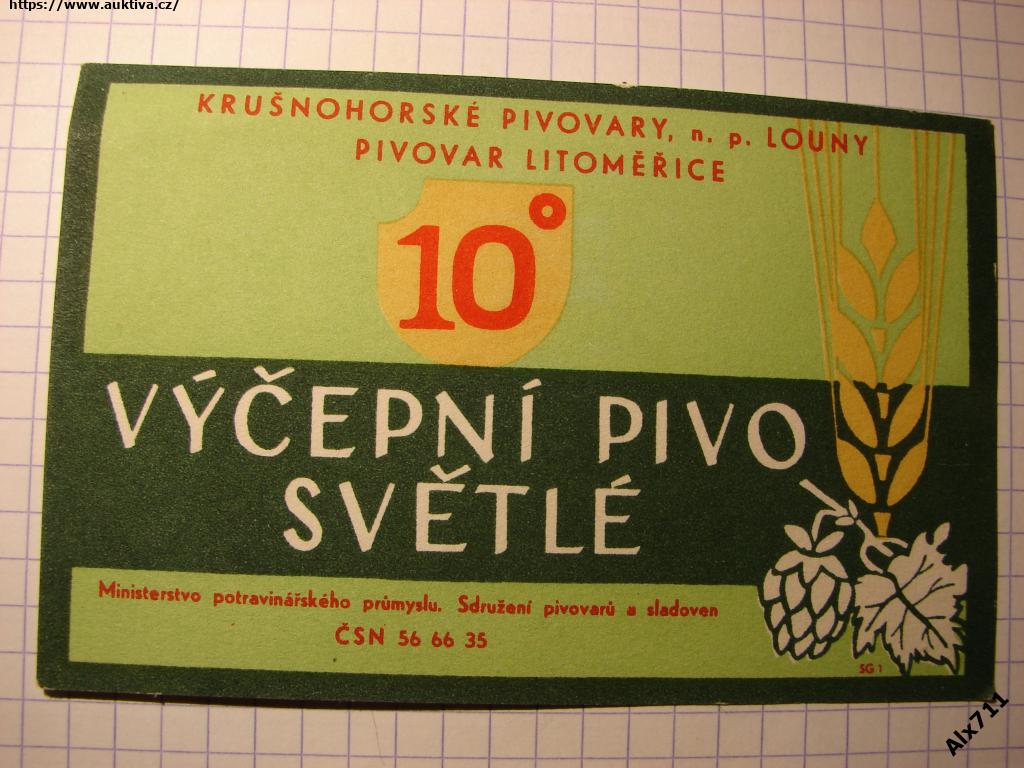 https://www.auktiva.cz/
KRUŠNOHORSKÉ PIVOVARY, n. p. LOUNY
PIVOVAR LITOMĚŘICE
10°
VÝČEPNÍ PIVO
SVĚTLÉ
Ministerstvo potravinářského průmyslu. Sdružení pivovarů a sladoven
ČSN 56 66 35
SG 1
Alx711